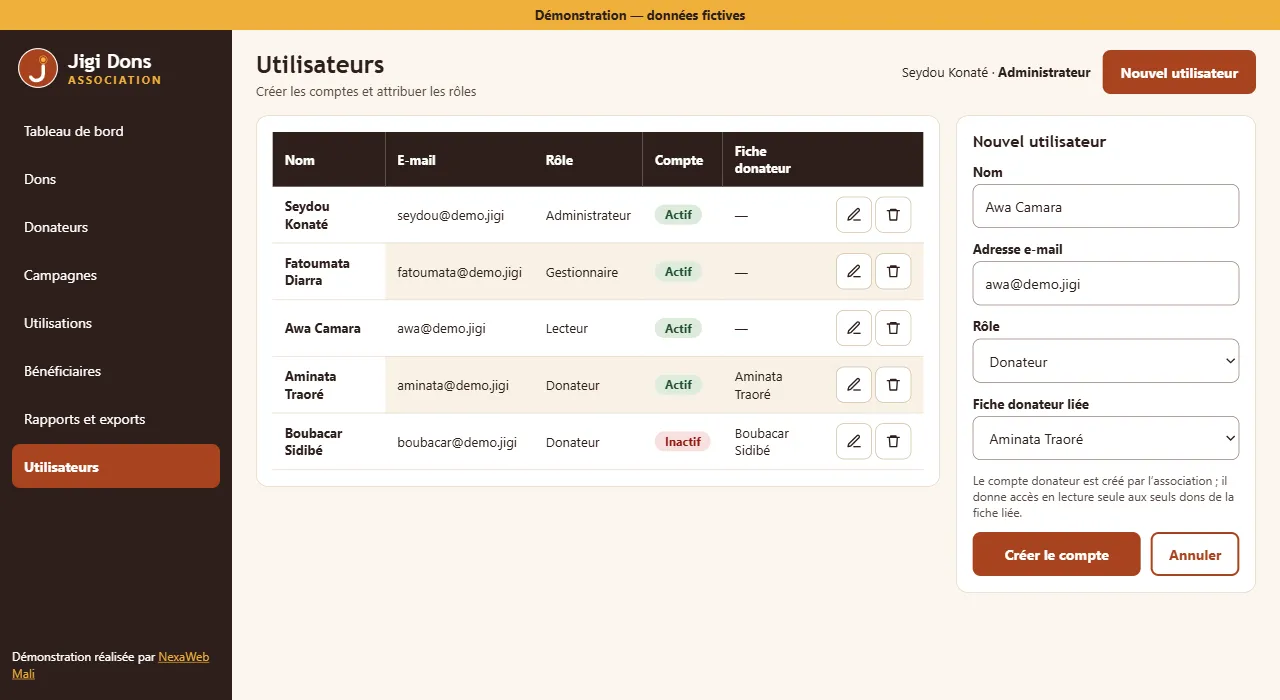 Démonstration — données fictives
Jigi Dons
ASSOCIATION
Tableau de bord
Dons
Donateurs
Campagnes
Utilisations
Bénéficiaires
Rapports et exports
Utilisateurs
Démonstration réalisée par NexaWeb
Mali
Utilisateurs
Créer les comptes et attribuer les rôles
Seydou Konaté · Administrateur
Nouvel utilisateur
Nom E-mail Rôle Compte Fiche
donateur
Seydou
Konaté
seydou@demo.jigi Administrateur Actif —
Fatoumata
Diarra
fatoumata@demo.jigi Gestionnaire Actif —
Awa Camara awa@demo.jigi Lecteur Actif —
Aminata
Traoré
aminata@demo.jigi Donateur Actif
Aminata
Traoré
Boubacar
Sidibé
boubacar@demo.jigi Donateur Inactif
Boubacar
Sidibé
Nouvel utilisateur
Nom
Awa Camara
Adresse e-mail
awa@demo.jigi
Rôle
Donateur
Fiche donateur liée
Aminata Traoré
Le compte donateur est créé par l’association ; il
donne accès en lecture seule aux seuls dons de la
fiche liée.
Créer le compte
Annuler